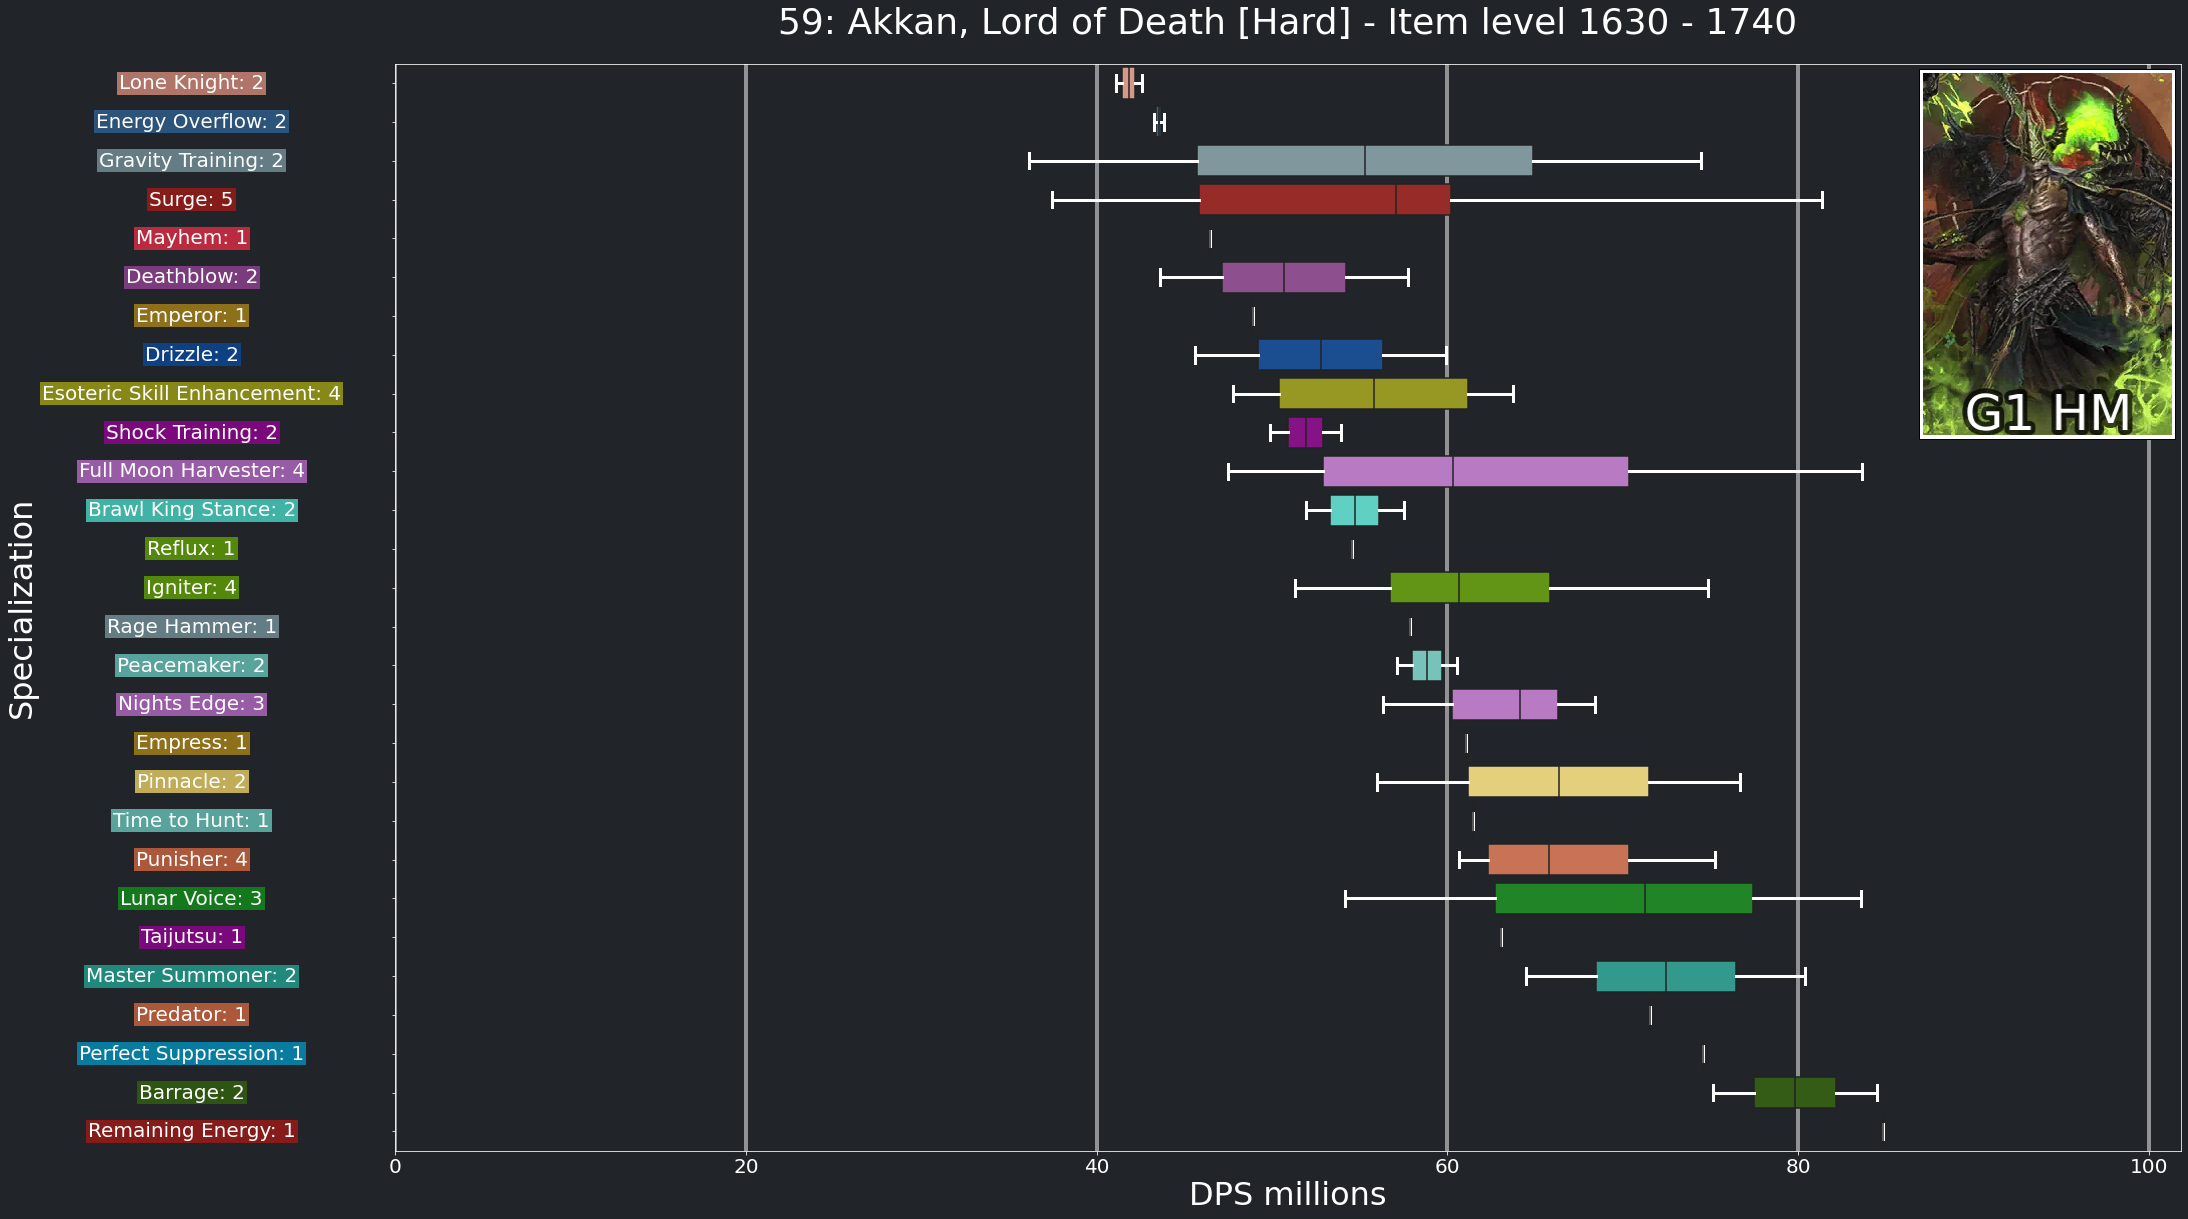 59: Akkan, Lord of Death [Hard] - Item level 1630 - 1740
Lone Knight: 2
Energy Overflow: 2
Gravity Training: 2
Surge: 5
Mayhem: 1
Deathblow: 2
Emperor: 1
Drizzle: 2
Esoteric Skill Enhancement: 4
Shock Training: 2
Full Moon Harvester: 4
Brawl King Stance: 2
Reflux: 1
Igniter: 4
Rage Hammer: 1
Peacemaker: 2
Nights Edge: 3
Empress: 1
Pinnacle: 2
Time to Hunt: 1
Punisher: 4
Lunar Voice: 3
Taijutsu: 1
Master Summoner: 2
Predator: 1
Perfect Suppression: 1
Barrage: 2
Remaining Energy: 1
Specialization
G1 HM
0 20 40 60 80 100
DPS millions